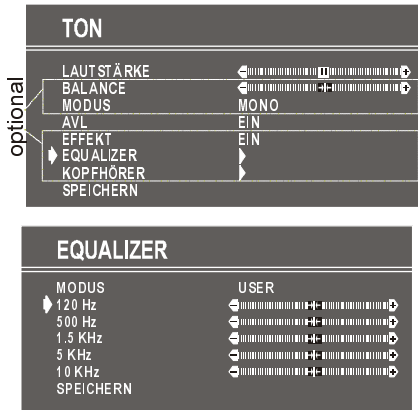 TON
LAUTSTÄRKE
BALANCE
MODUS MONO
AVL EIN
EFFEKT EIN
EQUALIZER
KOPFHÖRER
SPEICHERN
optional
EQUALIZER
MODUS USER
120 Hz
500 Hz
1.5 KHz
5 KHz
10 KHz
SPEICHERN